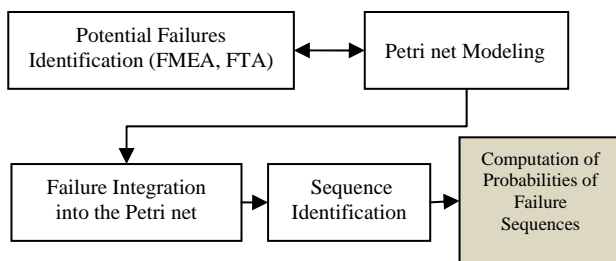 Potential Failures
Identification (FMEA, FTA)
Petri net Modeling
Failure Integration
into the Petri net
Sequence
Identification
Computation of
Probabilities of
Failure
Sequences